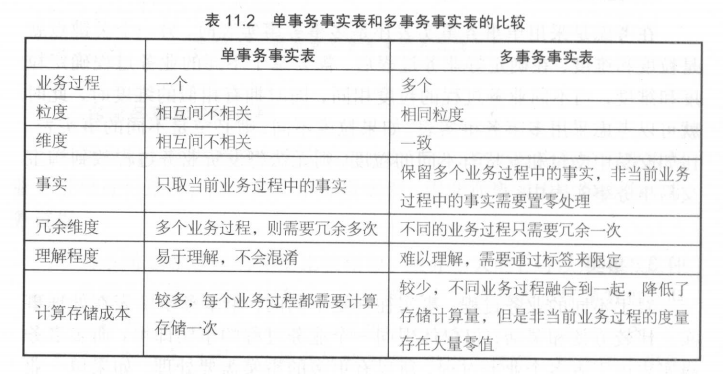 表 11.2 单事务事实表和多事务事实表的比较
单事务事实表 多事务事实表
业务过程 一个 多个
粒度 相互间不相关 相同粒度
维度 相互间不相关 一致
事实 只取当前业务过程中的事实 保留多个业务过程中的事实，非当前业务
过程中的事实需要置零处理
冗余维度 多个业务过程，则需要冗余多次 不同的业务过程只需要冗余一次
理解程度 易于理解，不会混淆 难以理解，需要通过标签来限定
计算存储成本 较多，每个业务过程都需要计算
存储一次 较少，不同业务过程融合到一起，降低了
存储计算量，但是非当前业务过程的度量
存在大量零值